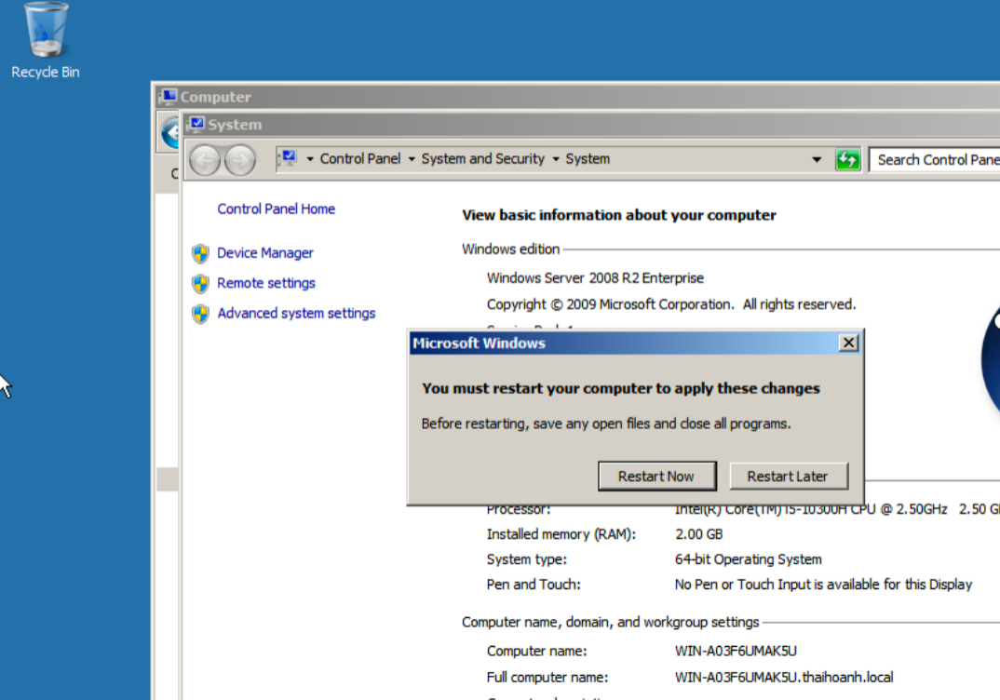 Recycle Bin
Computer
System
Control Panel System and Security System
Search Control Pane
Control Panel Home
View basic information about your computer
Windows edition
Device Manager
Windows Server 2008 R2 Enterprise
Remote settings
Copyright © 2009 Microsoft Corporation. All rights reserved.
Advanced system settings
Microsoft Windows
You must restart your computer to apply these changes
Before restarting, save any open files and close all programs.
Restart Now Restart Later
Processor: Intel(R) Core(TM) i5-10300H CPU @ 2.50GHz 2.50 G
Installed memory (RAM): 2.00 GB
System type: 64-bit Operating System
Pen and Touch: No Pen or Touch Input is available for this Display
Computer name, domain, and workgroup settings
Computer name: WIN-A03F6UMAK5U
Full computer name: WIN-A03F6UMAK5U.thaihoanh.local